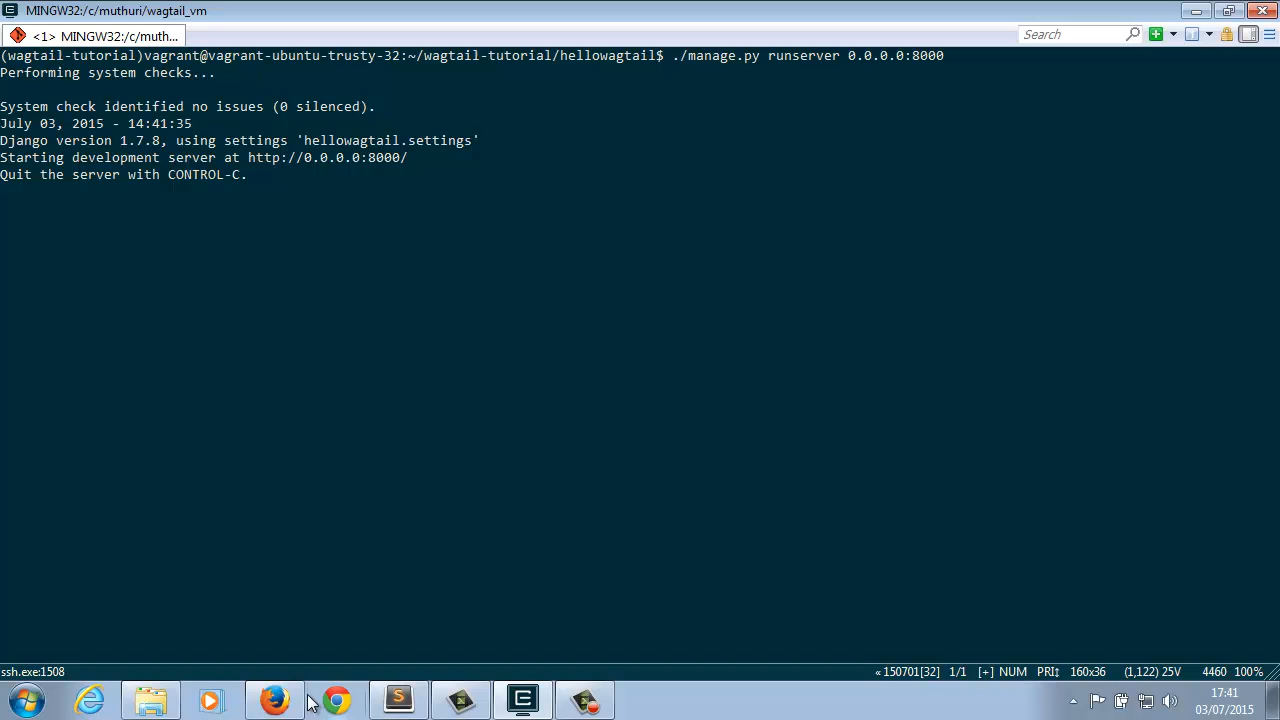 MINGW32:/c/muthuri/wagtail_vm
<1> MINGW32:/c/muth...
Search
(wagtail-tutorial)vagrant@vagrant-ubuntu-trusty-32:~/wagtail-tutorial/hellowagtail$ ./manage.py runserver 0.0.0.0:8000
Performing system checks...
System check identified no issues (0 silenced).
July 03, 2015 - 14:41:35
Django version 1.7.8, using settings 'hellowagtail.settings'
Starting development server at http://0.0.0.0:8000/
Quit the server with CONTROL-C.
ssh.exe:1508
«150701[32] 1/1 [+] NUM PRI↕ 160x36 (1,122) 25V 4460 100%
17:41
03/07/2015